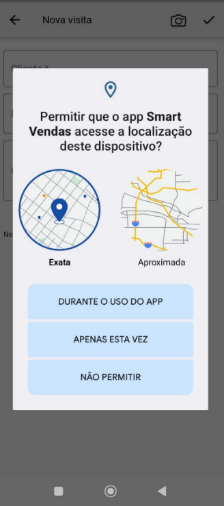 Nova visita
Cliente *
Permitir que o app Smart
Vendas acesse a localização
deste dispositivo?
Exata
Aproximada
DURANTE O USO DO APP
APENAS ESTA VEZ
NÃO PERMITIR